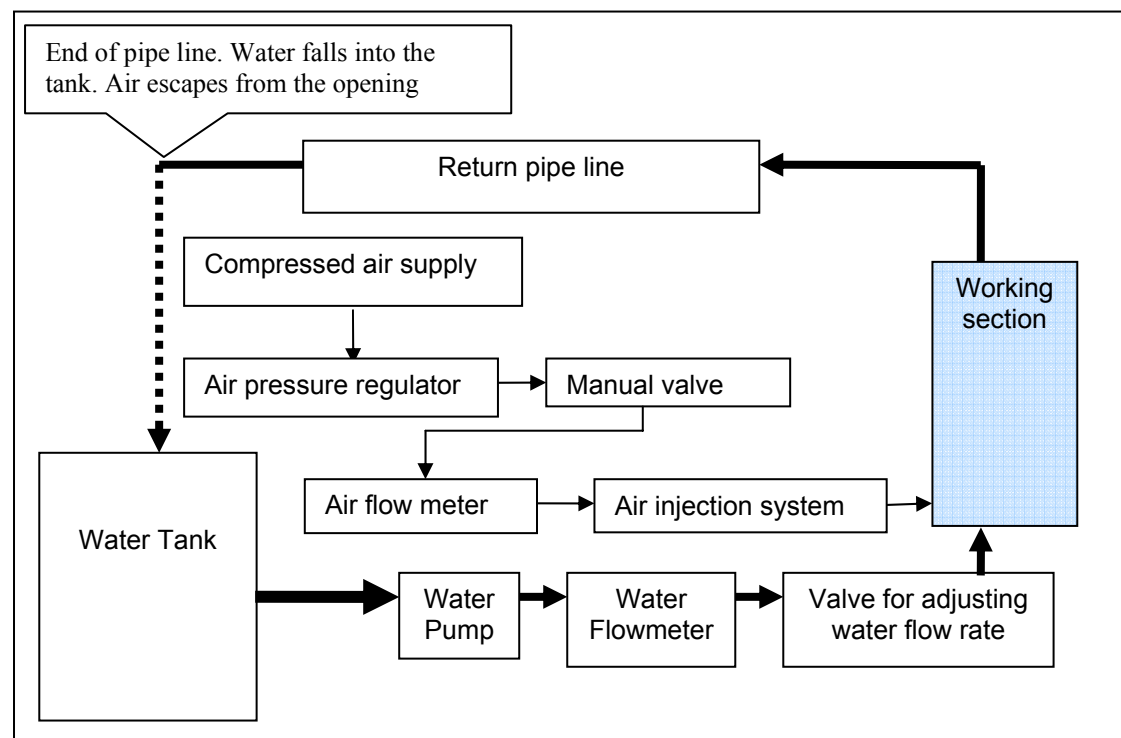 End of pipe line. Water falls into the
tank. Air escapes from the opening
Return pipe line
Compressed air supply
Working
section
Air pressure regulator
Manual valve
Air flow meter
Air injection system
Water Tank
Water
Pump
Water
Flowmeter
Valve for adjusting
water flow rate